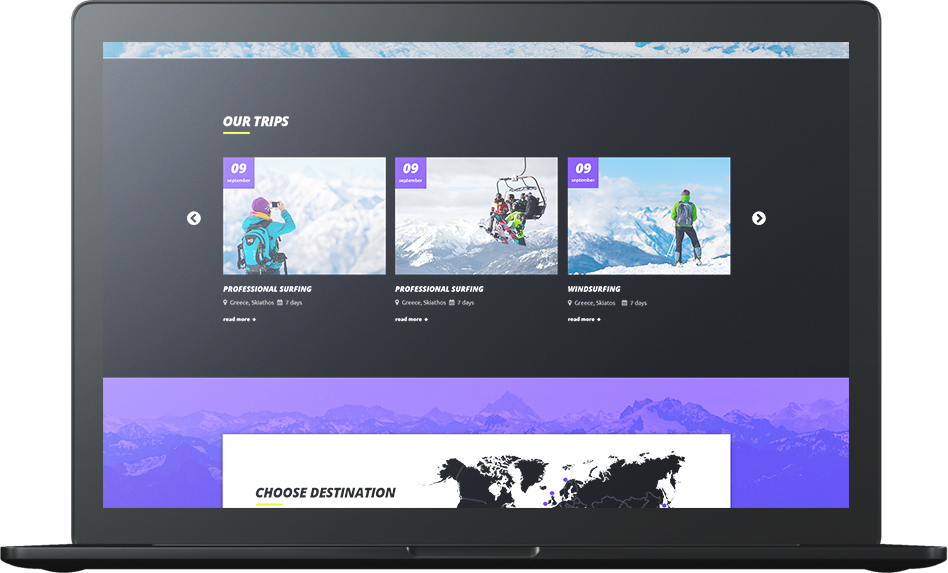 OUR TRIPS
09
september
09
september
09
september
PROFESSIONAL SURFING
Greece, Skiathos 7 days
read more +
PROFESSIONAL SURFING
Greece, Skiathos 7 days
read more +
WINDSURFING
Greece, Skiatos 7 days
read more +
CHOOSE DESTINATION